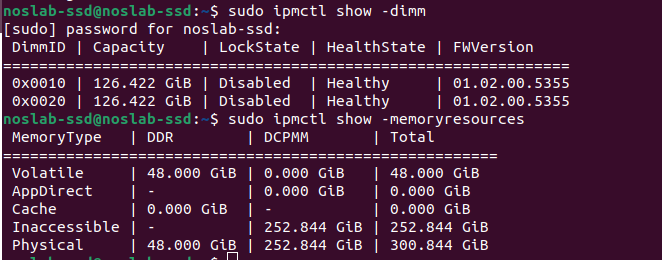 noslab-ssd@noslab-ssd:~$ sudo ipmctl show -dimm
[sudo] password for noslab-ssd:
 DimmID | Capacity    | LockState | HealthState | FWVersion
================================================================
 0x0010 | 126.422 GiB | Disabled  | Healthy     | 01.02.00.5355
 0x0020 | 126.422 GiB | Disabled  | Healthy     | 01.02.00.5355
noslab-ssd@noslab-ssd:~$ sudo ipmctl show -memoryresources
 MemoryType   | DDR        | DCPMM       | Total
========================================================
 Volatile     | 48.000 GiB | 0.000 GiB   | 48.000 GiB
 AppDirect    | -          | 0.000 GiB   | 0.000 GiB
 Cache        | 0.000 GiB  | -           | 0.000 GiB
 Inaccessible | -          | 252.844 GiB | 252.844 GiB
 Physical     | 48.000 GiB | 252.844 GiB | 300.844 GiB
noslab-ssd@noslab-ssd:~$